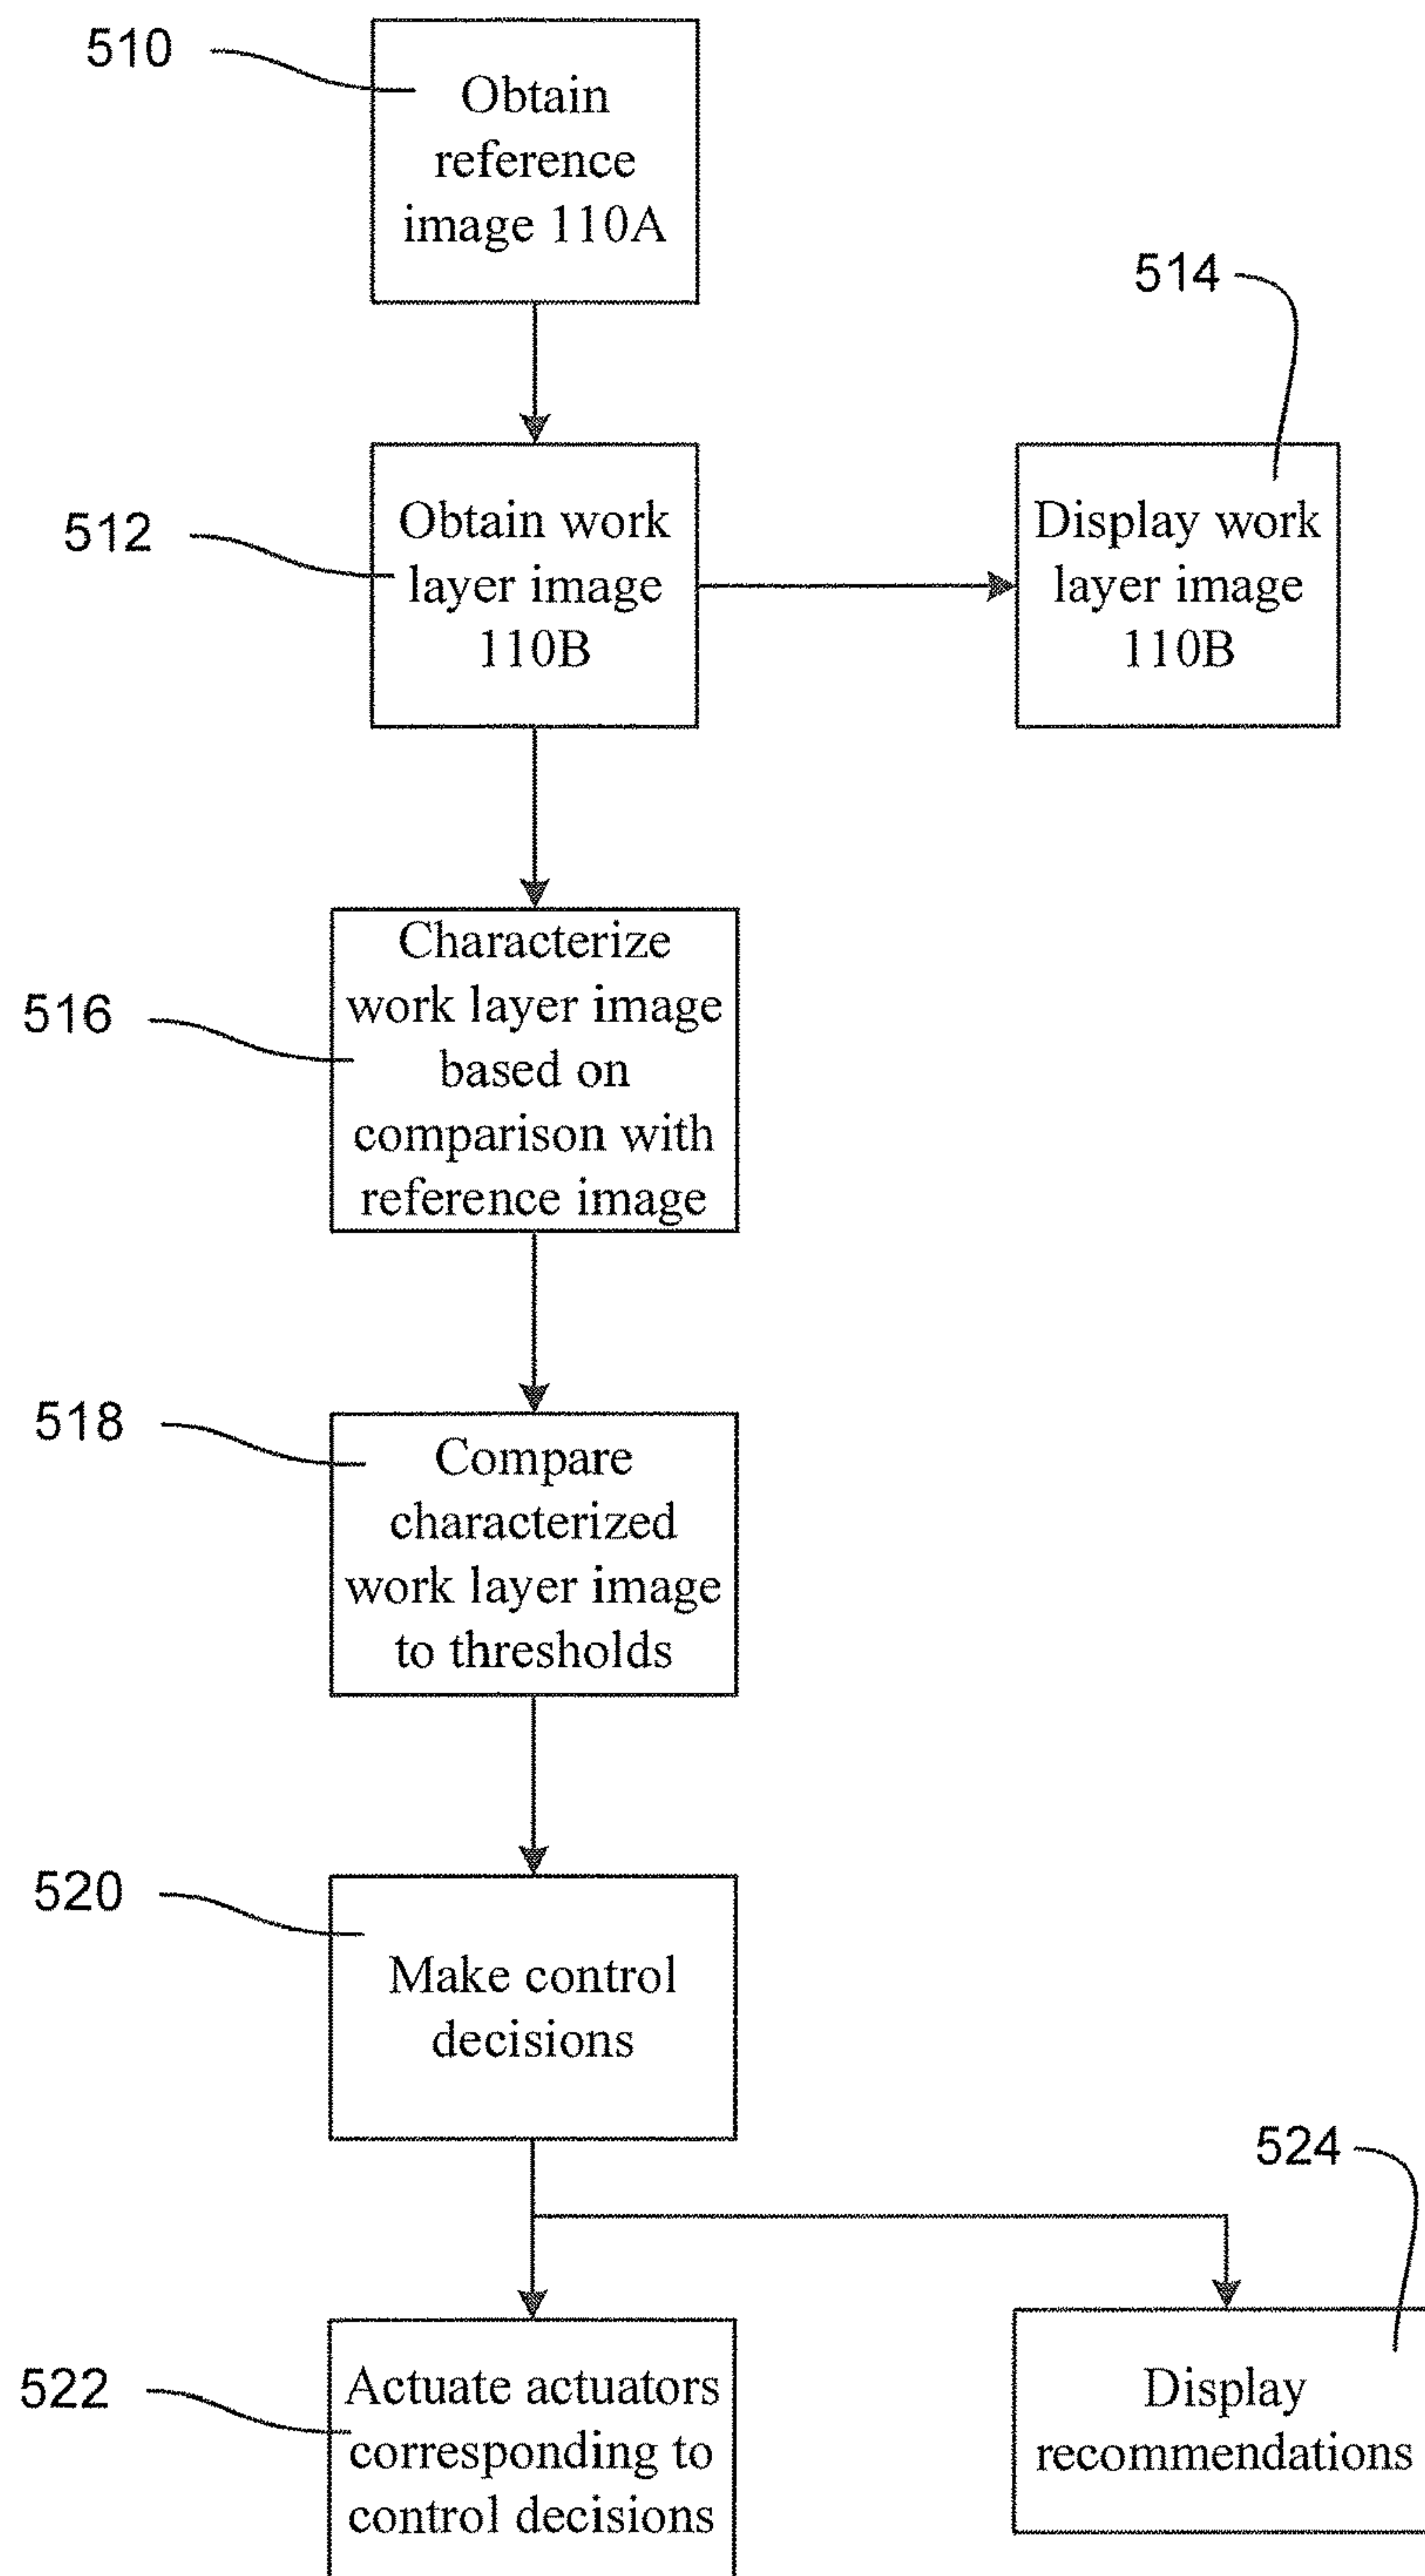 510
Obtain
reference
image 110A
514
512
Obtain work
layer image
110B
Display work
layer image
110B
516
Characterize
work layer image
based on
comparison with
reference image
518
Compare
characterized
work layer image
to thresholds
520
Make control
decisions
524
522
Actuate actuators
corresponding to
control decisions
Display
recommendations